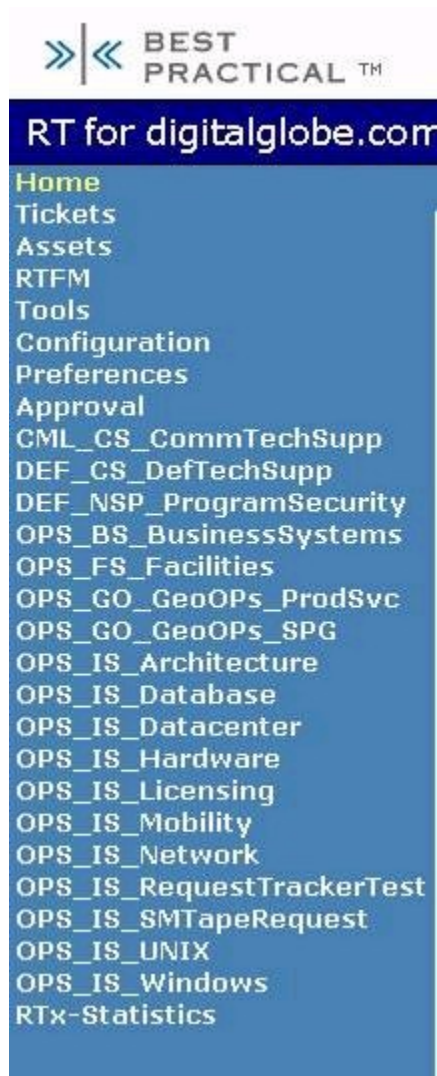 BEST
PRACTICAL ™
RT for digitalglobe.com
Home
Tickets
Assets
RTFM
Tools
Configuration
Preferences
Approval
CML_CS_CommTechSupp
DEF_CS_DefTechSupp
DEF_NSP_ProgramSecurity
OPS_BS_BusinessSystems
OPS_FS_Facilities
OPS_GO_GeoOPs_ProdSvc
OPS_GO_GeoOPs_SPG
OPS_IS_Architecture
OPS_IS_Database
OPS_IS_Datacenter
OPS_IS_Hardware
OPS_IS_Licensing
OPS_IS_Mobility
OPS_IS_Network
OPS_IS_RequestTrackerTest
OPS_IS_SMTapeRequest
OPS_IS_UNIX
OPS_IS_Windows
RTx-Statistics